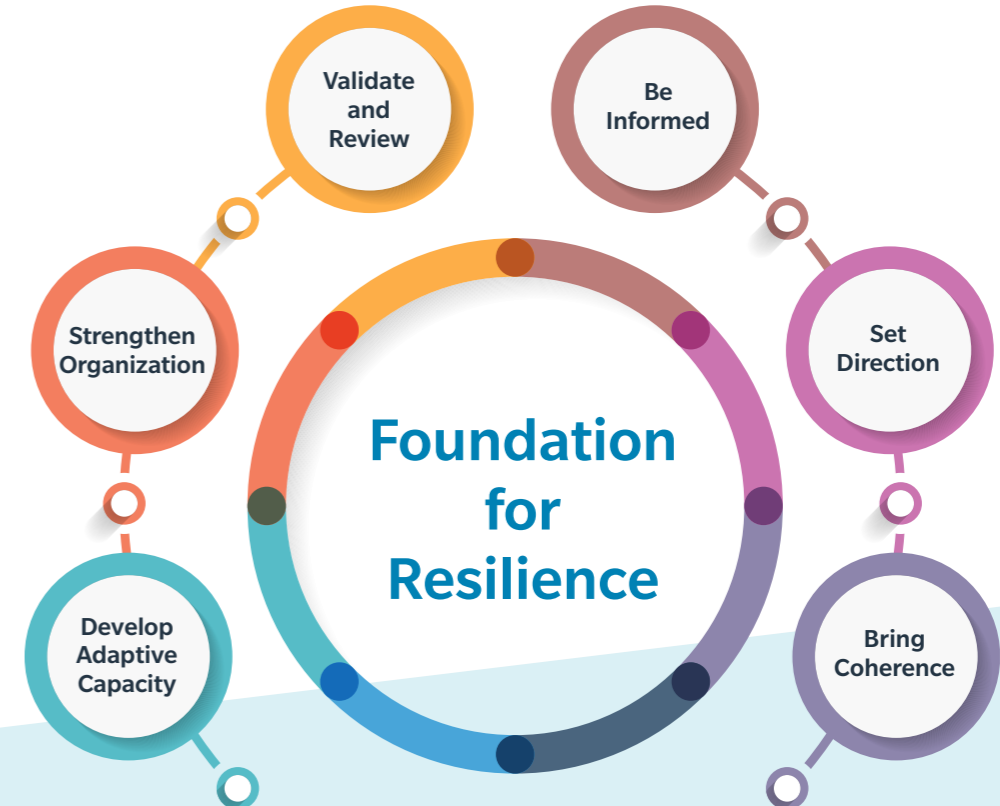 Validate
and
Review
Be
Informed
Strengthen
Organization
Set
Direction
Foundation
for
Resilience
Develop
Adaptive
Capacity
Bring
Coherence